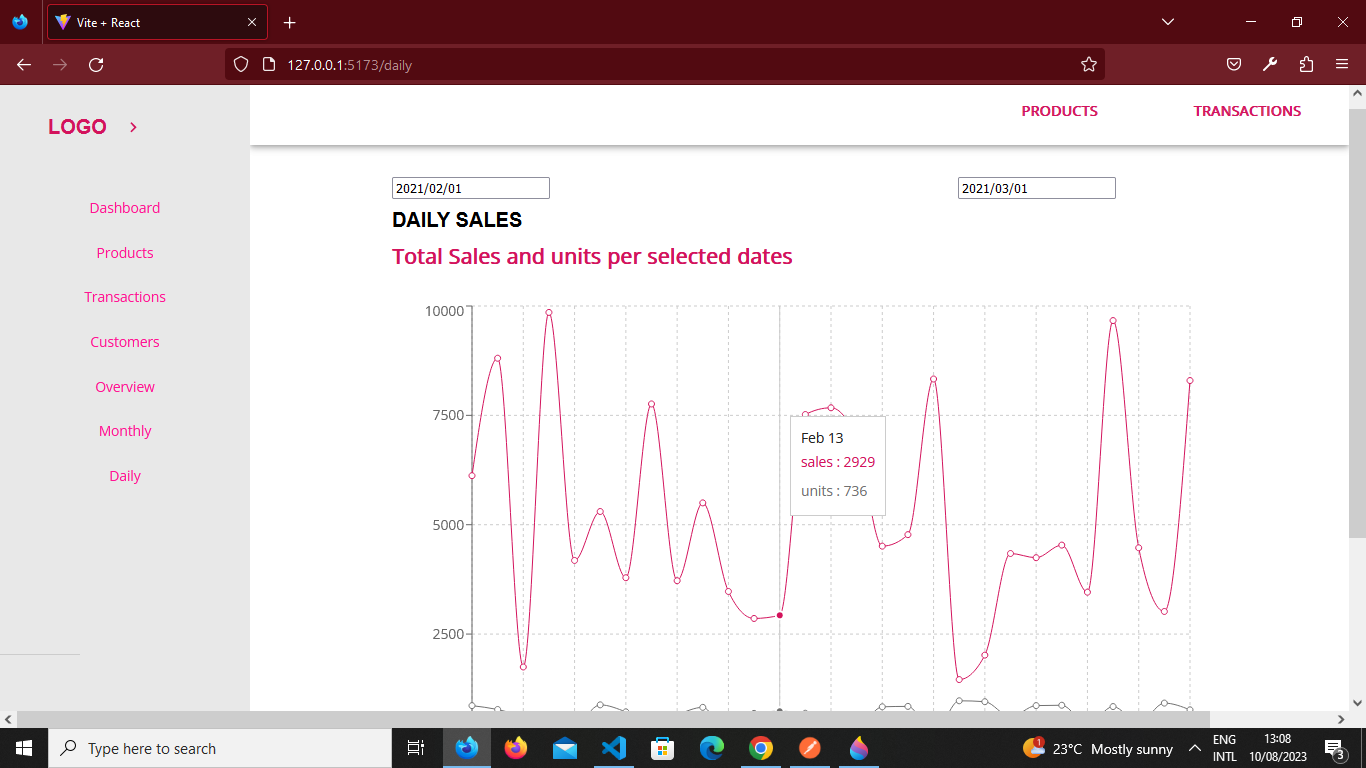 Vite + React
127.0.0.1:5173/daily
LOGO
PRODUCTS TRANSACTIONS
Dashboard
Products
Transactions
Customers
Overview
Monthly
Daily
2021/02/01 2021/03/01
DAILY SALES
Total Sales and units per selected dates
10000
7500
5000
2500
Feb 13
sales : 2929
units : 736
Type here to search
1
23°C Mostly sunny
ENG
INTL
13:08
10/08/2023
3